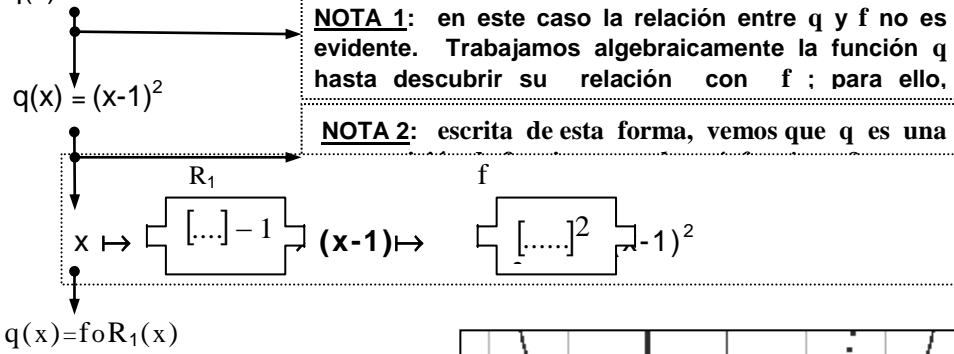 NOTA 1: en este caso la relación entre q y f no es
evidente. Trabajamos algebraicamente la función q
hasta descubrir su relación con f ; para ello,
q(x) = (x-1)²
NOTA 2: escrita de esta forma, vemos que q es una
R₁ f
x ↦ [....] – 1 (x-1) ↦ [......]² (x-1)²
q(x)=foR₁(x)